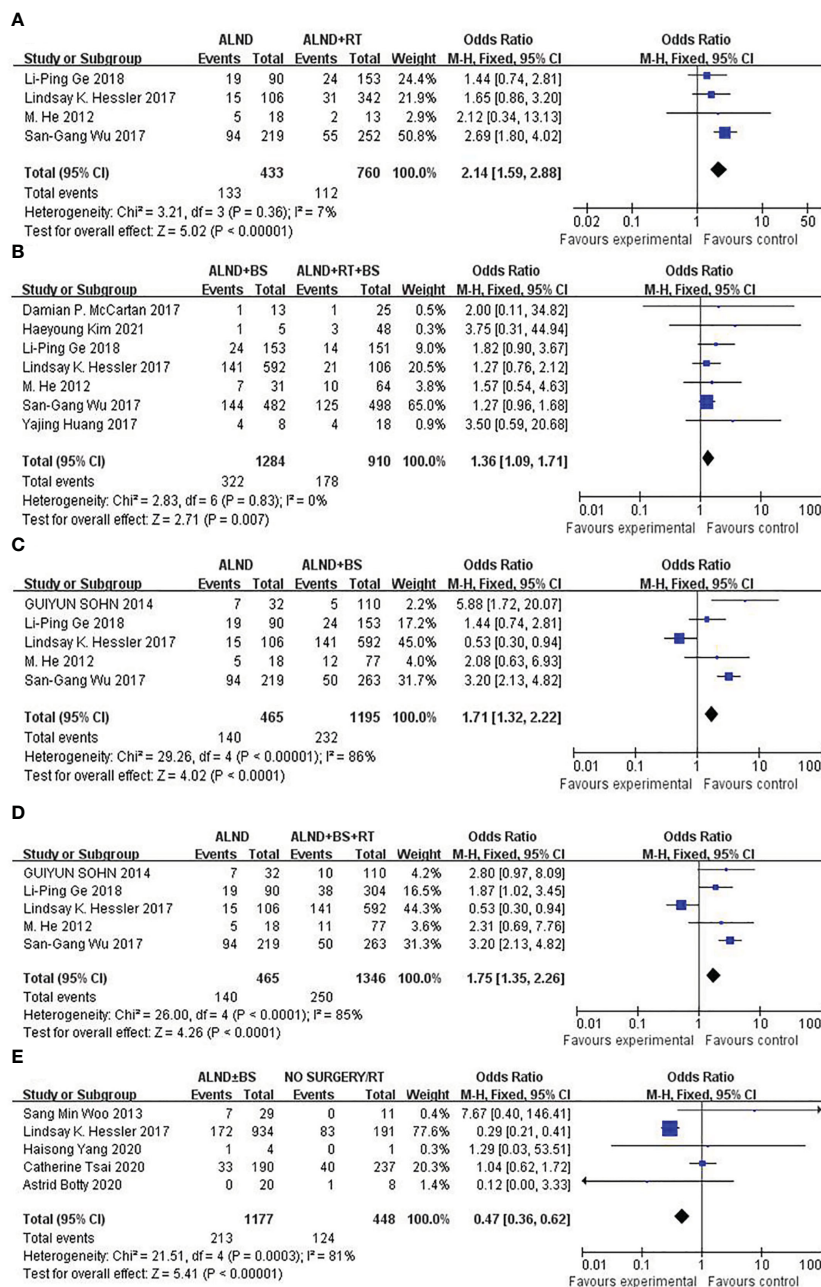 A
ALND ALND+RT Odds Ratio Odds Ratio
Study or Subgroup Events Total Events Total Weight M-H, Fixed, 95% CI M-H, Fixed, 95% CI
Li-Ping Ge 2018 19 90 24 153 24.4% 1.44 [0.74, 2.81]
Lindsay K. Hessler 2017 15 106 31 342 21.9% 1.65 [0.86, 3.20]
M. He 2012 5 18 2 13 2.9% 2.12 [0.34, 13.13]
San-Gang Wu 2017 94 219 55 252 50.8% 2.69 [1.80, 4.02]
Total (95% CI) 433 760 100.0% 2.14 [1.59, 2.88]
Total events 133 112
Heterogeneity: Chi² = 3.21, df = 3 (P = 0.36); I² = 7%
Test for overall effect: Z = 5.02 (P < 0.00001)
0.02 0.1 1 10 50
Favours experimental Favours control
B
ALND+BS ALND+RT+BS Odds Ratio Odds Ratio
Study or Subgroup Events Total Events Total Weight M-H, Fixed, 95% CI M-H, Fixed, 95% CI
Damian P. McCartan 2017 1 13 1 25 0.5% 2.00 [0.11, 34.82]
Haeyoung Kim 2021 1 5 3 48 0.3% 3.75 [0.31, 44.94]
Li-Ping Ge 2018 24 153 14 151 9.0% 1.82 [0.90, 3.67]
Lindsay K. Hessler 2017 141 592 21 106 20.5% 1.27 [0.76, 2.12]
M. He 2012 7 31 10 64 3.8% 1.57 [0.54, 4.63]
San-Gang Wu 2017 144 482 125 498 65.0% 1.27 [0.96, 1.68]
Yajing Huang 2017 4 8 4 18 0.9% 3.50 [0.59, 20.68]
Total (95% CI) 1284 910 100.0% 1.36 [1.09, 1.71]
Total events 322 178
Heterogeneity: Chi² = 2.83, df = 6 (P = 0.83); I² = 0%
Test for overall effect: Z = 2.71 (P = 0.007)
0.01 0.1 1 10 100
Favours experimental Favours control
C
ALND ALND+BS Odds Ratio Odds Ratio
Study or Subgroup Events Total Events Total Weight M-H, Fixed, 95% CI M-H, Fixed, 95% CI
GUIYUN SOHN 2014 7 32 5 110 2.2% 5.88 [1.72, 20.07]
Li-Ping Ge 2018 19 90 24 153 17.2% 1.44 [0.74, 2.81]
Lindsay K. Hessler 2017 15 106 141 592 45.0% 0.53 [0.30, 0.94]
M. He 2012 5 18 12 77 4.0% 2.08 [0.63, 6.93]
San-Gang Wu 2017 94 219 50 263 31.7% 3.20 [2.13, 4.82]
Total (95% CI) 465 1195 100.0% 1.71 [1.32, 2.22]
Total events 140 232
Heterogeneity: Chi² = 29.26, df = 4 (P < 0.00001); I² = 86%
Test for overall effect: Z = 4.02 (P < 0.0001)
0.01 0.1 1 10 100
Favours experimental Favours control
D
ALND ALND+BS+RT Odds Ratio Odds Ratio
Study or Subgroup Events Total Events Total Weight M-H, Fixed, 95% CI M-H, Fixed, 95% CI
GUIYUN SOHN 2014 7 32 10 110 4.2% 2.80 [0.97, 8.09]
Li-Ping Ge 2018 19 90 38 304 16.5% 1.87 [1.02, 3.45]
Lindsay K. Hessler 2017 15 106 141 592 44.3% 0.53 [0.30, 0.94]
M. He 2012 5 18 11 77 3.6% 2.31 [0.69, 7.76]
San-Gang Wu 2017 94 219 50 263 31.3% 3.20 [2.13, 4.82]
Total (95% CI) 465 1346 100.0% 1.75 [1.35, 2.26]
Total events 140 250
Heterogeneity: Chi² = 26.00, df = 4 (P < 0.0001); I² = 85%
Test for overall effect: Z = 4.26 (P < 0.0001)
0.01 0.1 1 10 100
Favours experimental Favours control
E
ALND±BS NO SURGERY/RT Odds Ratio Odds Ratio
Study or Subgroup Events Total Events Total Weight M-H, Fixed, 95% CI M-H, Fixed, 95% CI
Sang Min Woo 2013 7 29 0 11 0.4% 7.67 [0.40, 146.41]
Lindsay K. Hessler 2017 172 934 83 191 77.6% 0.29 [0.21, 0.41]
Haisong Yang 2020 1 4 0 1 0.3% 1.29 [0.03, 53.51]
Catherine Tsai 2020 33 190 40 237 20.3% 1.04 [0.62, 1.72]
Astrid Botty 2020 0 20 1 8 1.4% 0.12 [0.00, 3.33]
Total (95% CI) 1177 448 100.0% 0.47 [0.36, 0.62]
Total events 213 124
Heterogeneity: Chi² = 21.51, df = 4 (P = 0.0003); I² = 81%
Test for overall effect: Z = 5.41 (P < 0.00001)
0.01 0.1 1 10 100
Favours experimental Favours control